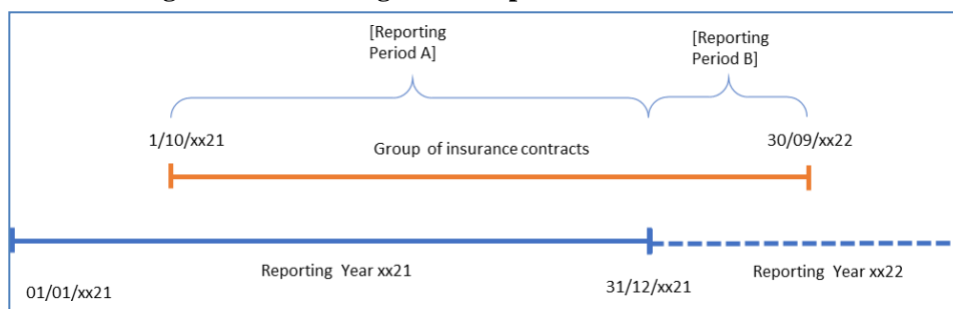 [Reporting
Period A]
[Reporting
Period B]
1/10/xx21
Group of insurance contracts
30/09/xx22
Reporting Year xx21
Reporting Year xx22
01/01/xx21
31/12/xx21